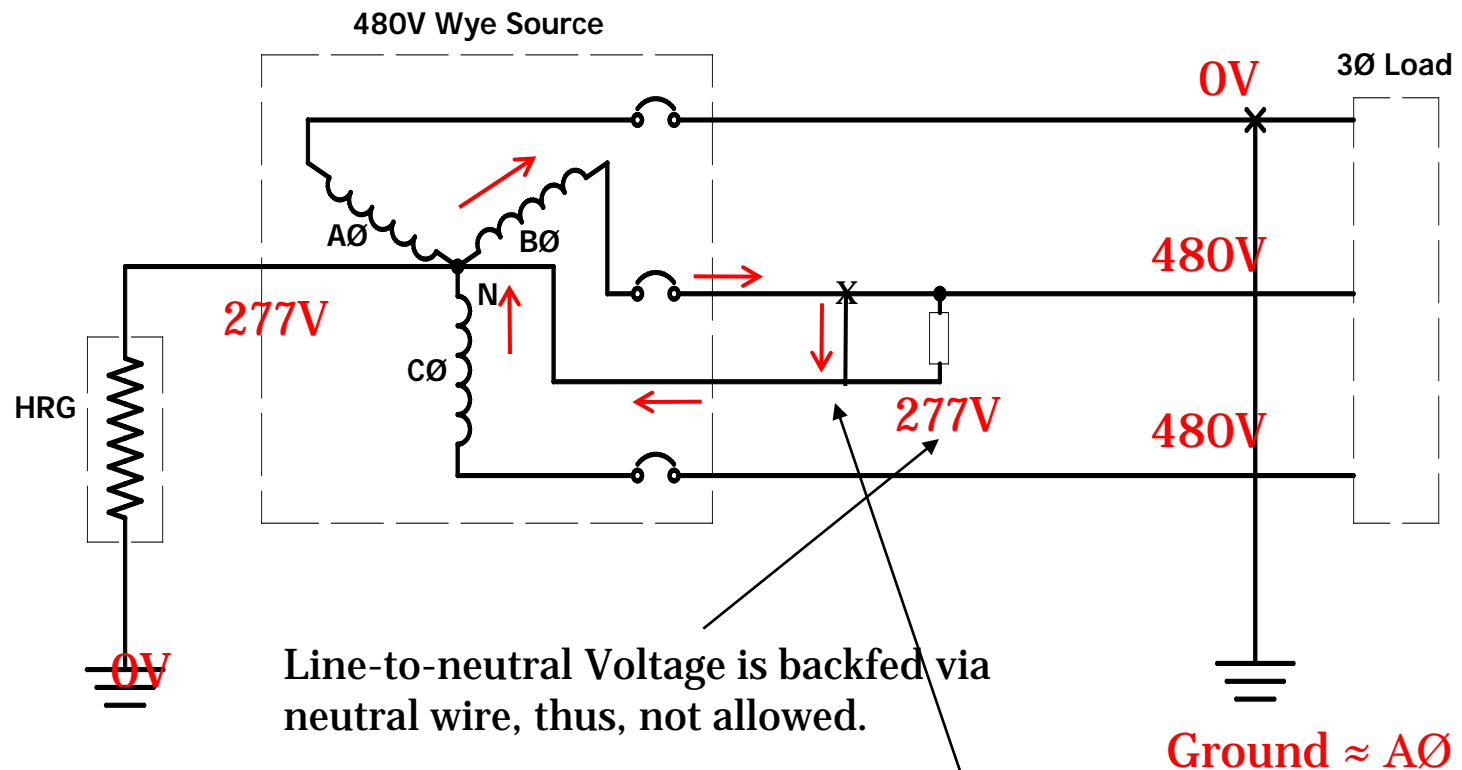 480V Wye Source
0V
3Ø Load
AØ
BØ
480V
N
277V
x
CØ
HRG
277V
480V
0V
Line-to-neutral Voltage is backfed via
neutral wire, thus, not allowed.
Ground ≈ AØ